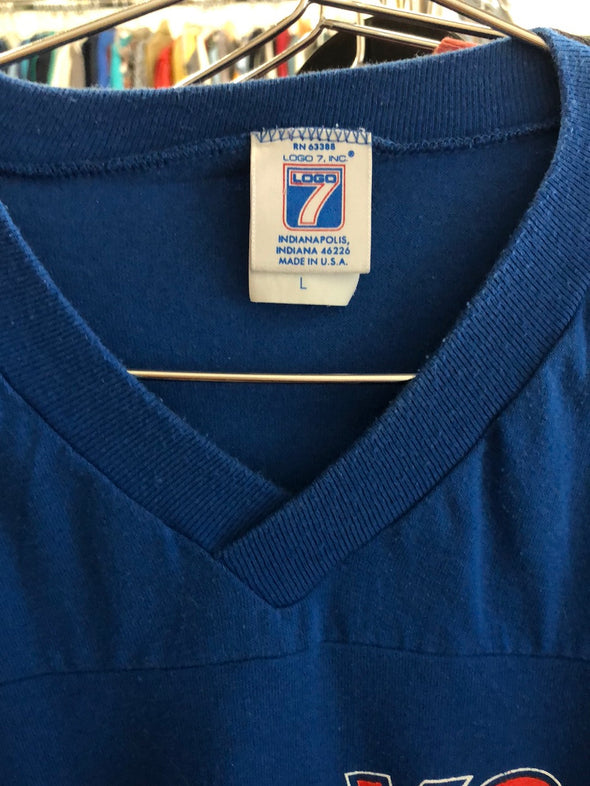 RN 63388
LOGO 7, INC.®
LOGO
7
INDIANAPOLIS,
INDIANA 46226
MADE IN U.S.A.
L